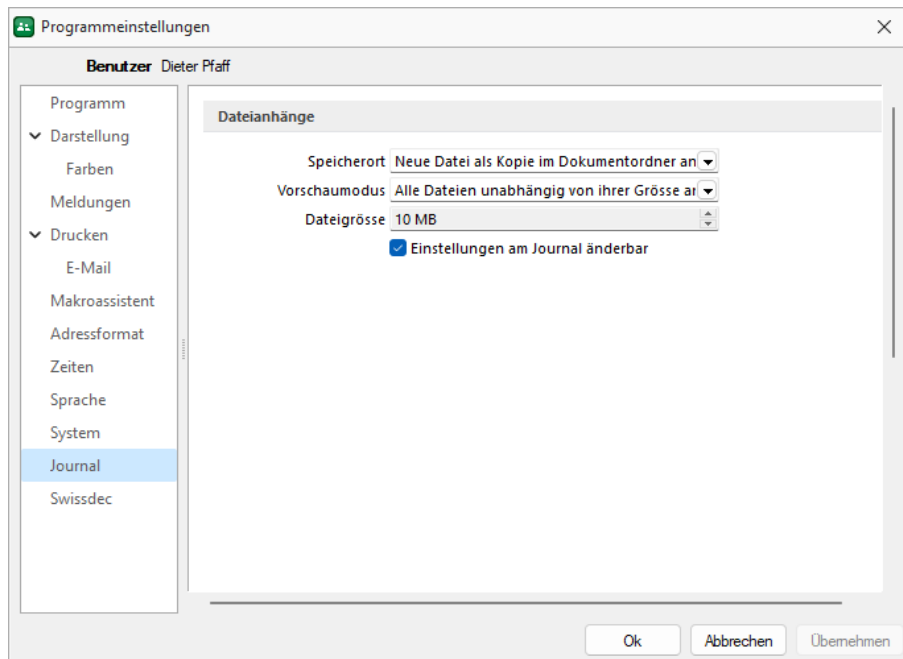 Programmeinstellungen
Benutzer Dieter Pfaff
Programm
Darstellung
Farben
Meldungen
Drucken
E-Mail
Makroassistent
Adressformat
Zeiten
Sprache
System
Journal
Swissdec
Dateianhänge
Speicherort Neue Datei als Kopie im Dokumentordner an
Vorschaumodus Alle Dateien unabhängig von ihrer Grösse ar
Dateigrösse 10 MB
Einstellungen am Journal änderbar
Ok Abbrechen Übernehmen